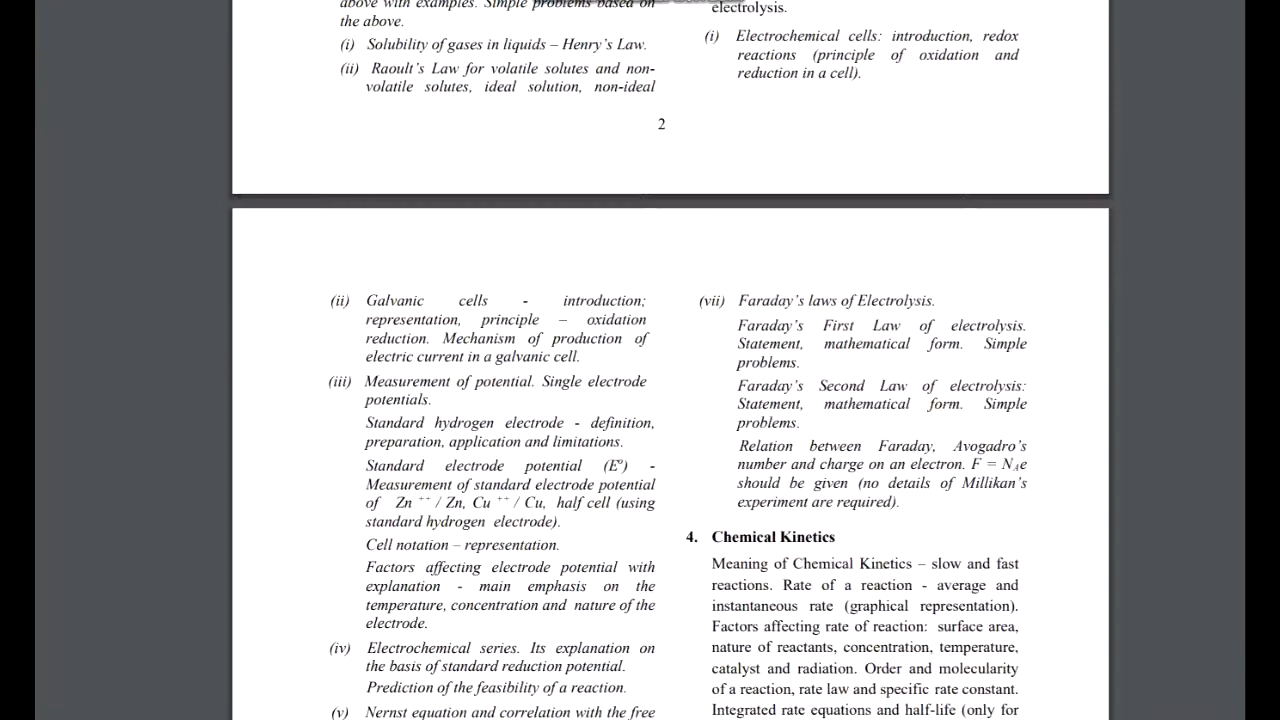 above with examples. Simple problems based on
the above.
(i) Solubility of gases in liquids – Henry's Law.
(ii) Raoult's Law for volatile solutes and non-
volatile solutes, ideal solution, non-ideal
electrolysis.
(i) Electrochemical cells: introduction, redox
reactions (principle of oxidation and
reduction in a cell).
2
(ii) Galvanic cells - introduction;
representation, principle – oxidation
reduction. Mechanism of production of
electric current in a galvanic cell.
(iii) Measurement of potential. Single electrode
potentials.
Standard hydrogen electrode - definition,
preparation, application and limitations.
Standard electrode potential (Eº) -
Measurement of standard electrode potential
of Zn ⁺⁺ / Zn, Cu ⁺⁺ / Cu, half cell (using
standard hydrogen electrode).
Cell notation – representation.
Factors affecting electrode potential with
explanation - main emphasis on the
temperature, concentration and nature of the
electrode.
(iv) Electrochemical series. Its explanation on
the basis of standard reduction potential.
Prediction of the feasibility of a reaction.
(v) Nernst equation and correlation with the free
(vii) Faraday's laws of Electrolysis.
Faraday's First Law of electrolysis.
Statement, mathematical form. Simple
problems.
Faraday's Second Law of electrolysis:
Statement, mathematical form. Simple
problems.
Relation between Faraday, Avogadro's
number and charge on an electron. F = N_Ae
should be given (no details of Millikan's
experiment are required).
4. Chemical Kinetics
Meaning of Chemical Kinetics – slow and fast
reactions. Rate of a reaction - average and
instantaneous rate (graphical representation).
Factors affecting rate of reaction: surface area,
nature of reactants, concentration, temperature,
catalyst and radiation. Order and molecularity
of a reaction, rate law and specific rate constant.
Integrated rate equations and half-life (only for